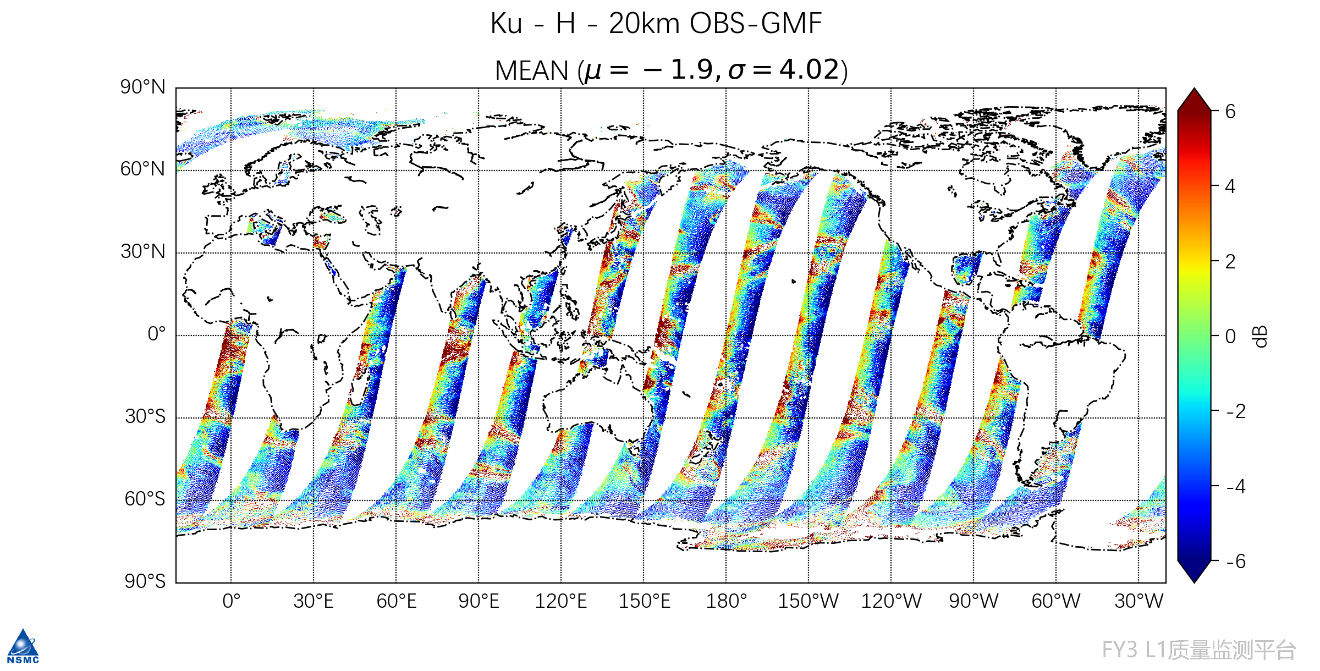 Ku - H - 20km OBS-GMF
MEAN (μ = −1.9, σ = 4.02)
90°N
60°N
30°N
0°
30°S
60°S
90°S
0° 30°E 60°E 90°E 120°E 150°E 180° 150°W 120°W 90°W 60°W 30°W
6
4
2
0
-2
-4
-6
dB
NSMC
FY3 L1质量监测平台